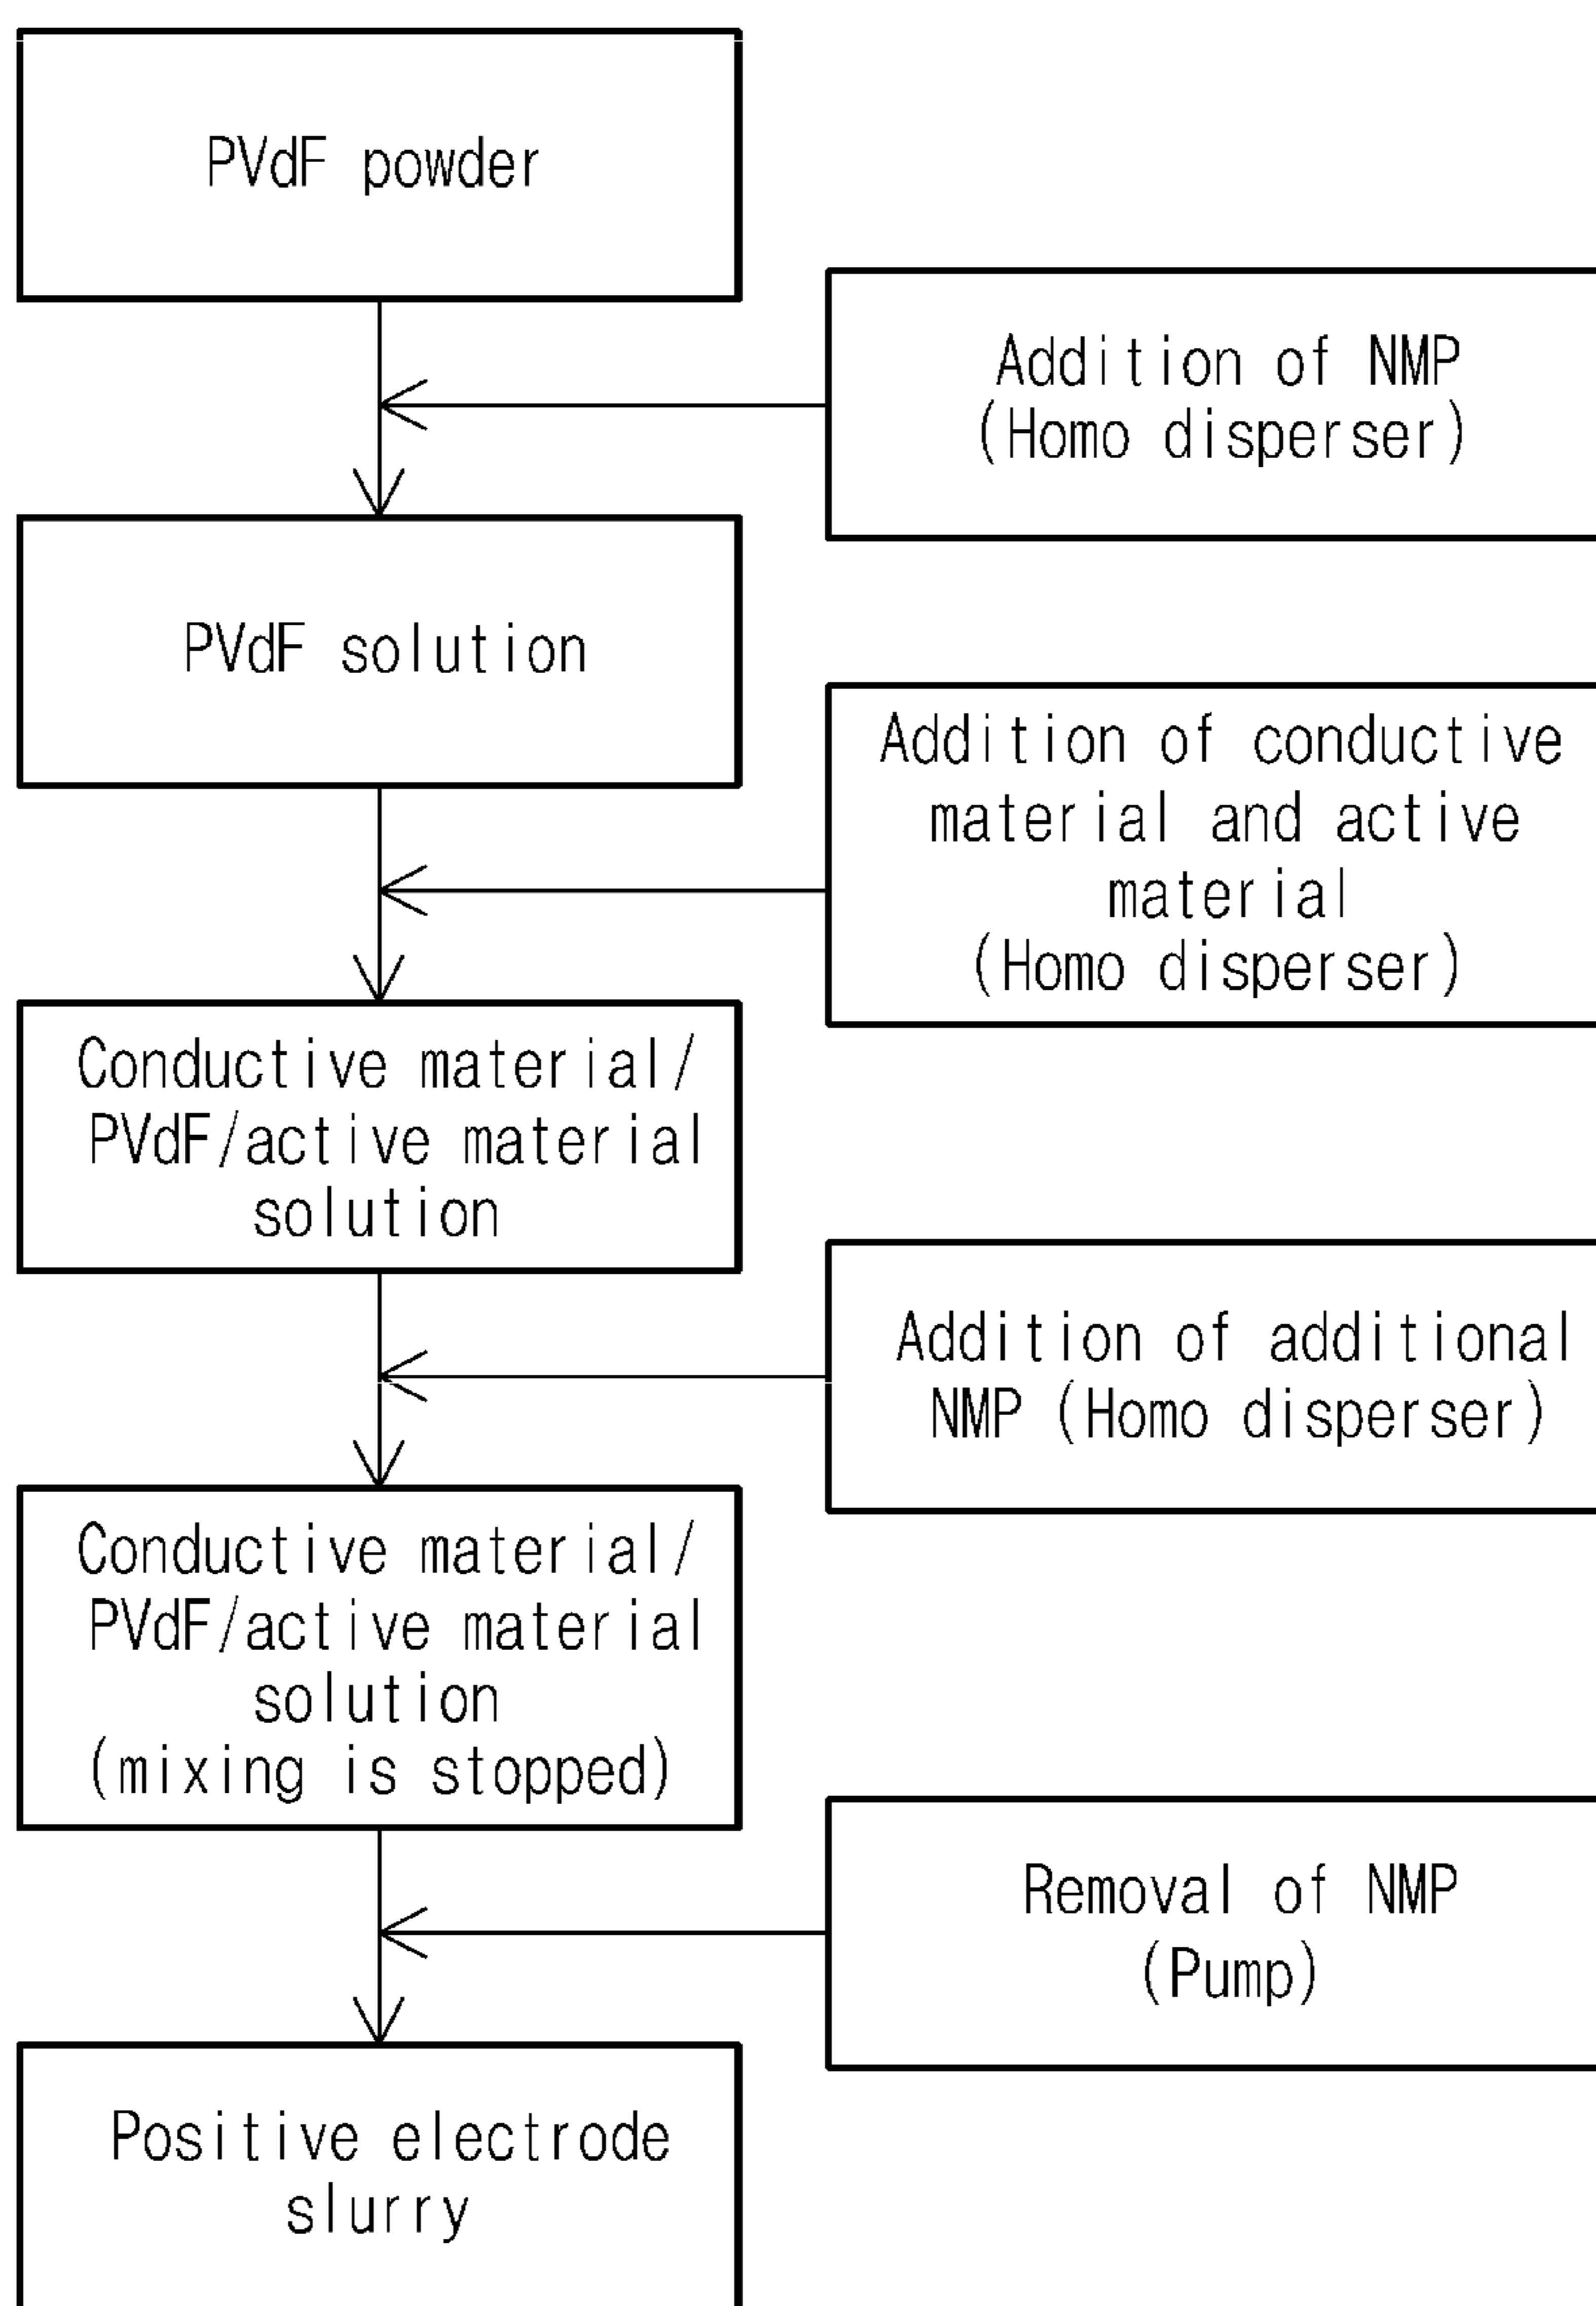 PVdF powder
Addition of NMP
(Homo disperser)
PVdF solution
Addition of conductive
material and active
material
(Homo disperser)
Conductive material/
PVdF/active material
solution
Addition of additional
NMP (Homo disperser)
Conductive material/
PVdF/active material
solution
(mixing is stopped)
Removal of NMP
(Pump)
Positive electrode
slurry